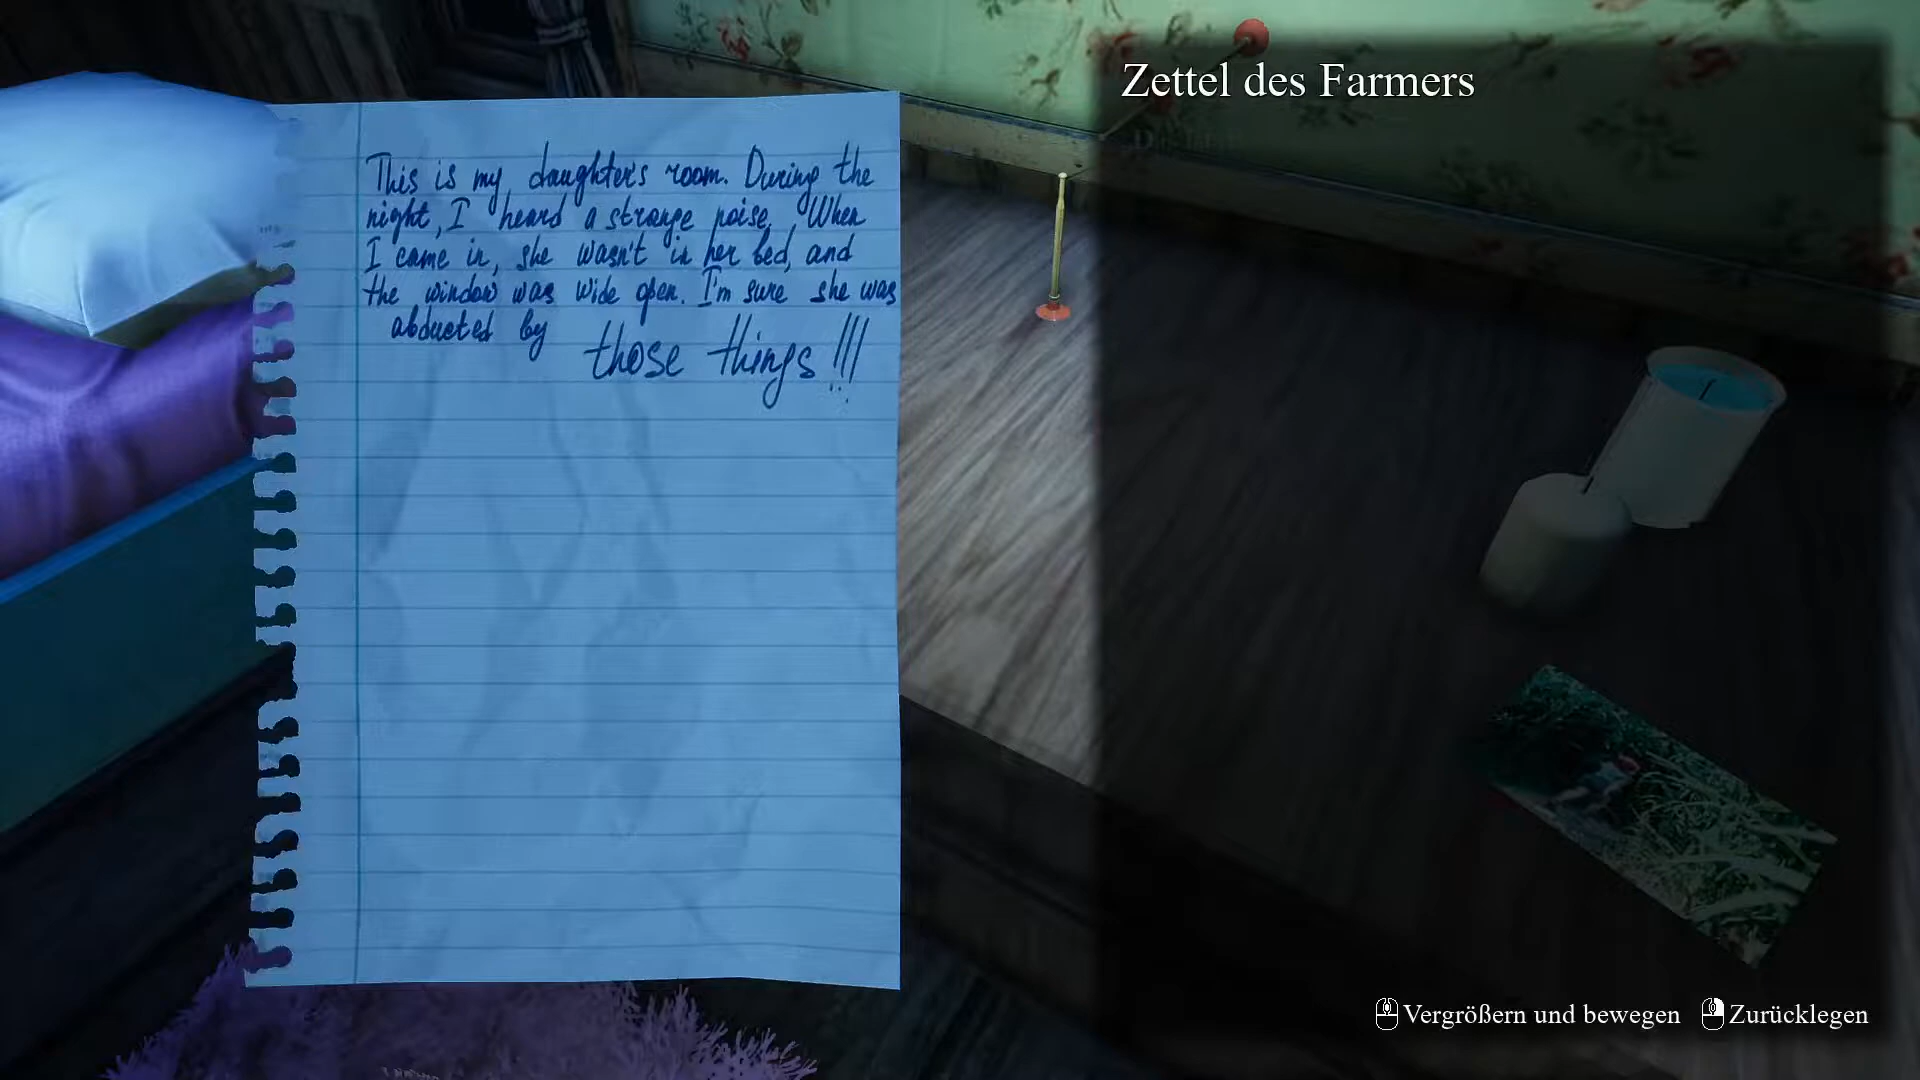 Zettel des Farmers
This is my daughter's room. During the
night, I heard a strange noise. When
I came in, she wasn't in her bed, and
the window was wide open. I'm sure she was
abducted by those things!!!
Vergrößern und bewegen Zurücklegen